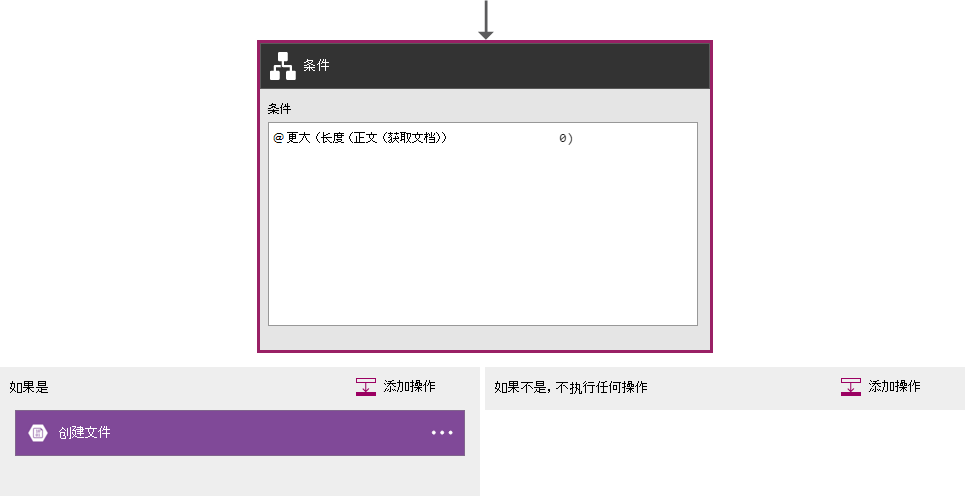 条件
条件
@更大（长度（正文（获取文档）） 0)
如果是 添加操作
如果不是，不执行任何操作 添加操作
创建文件